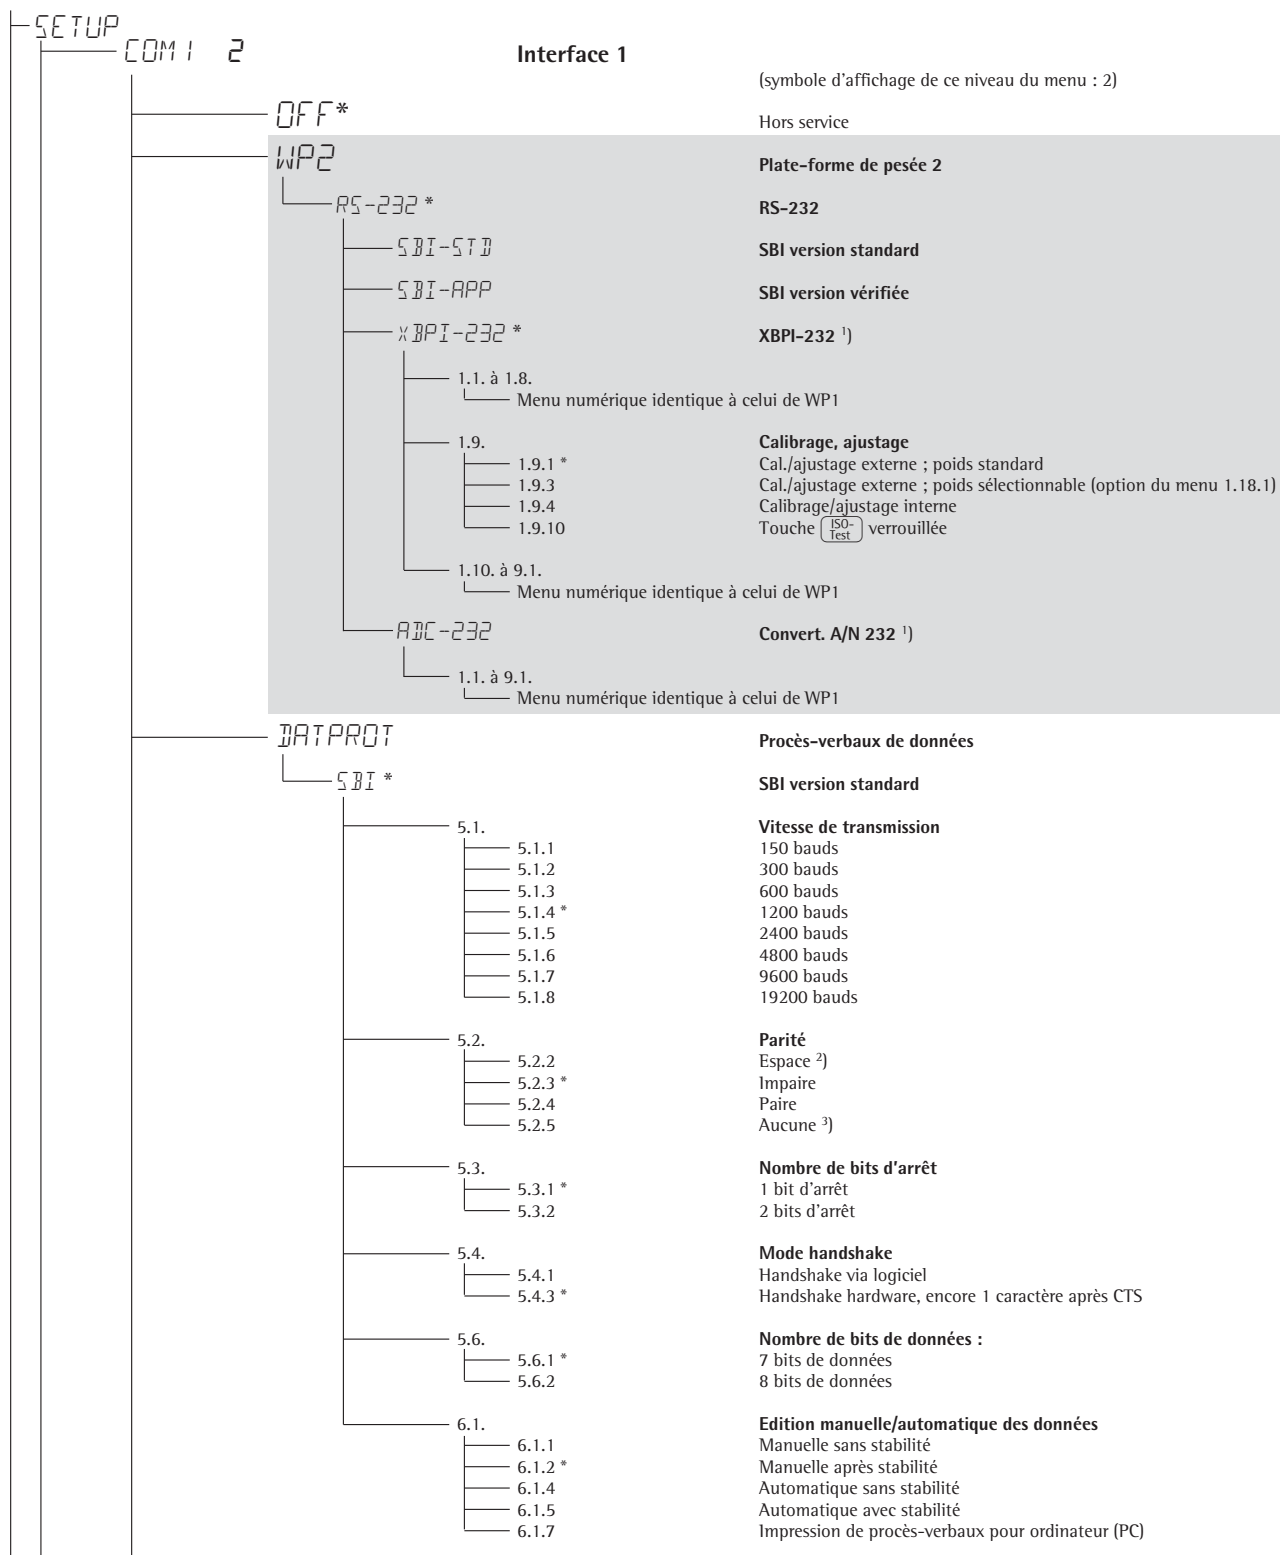 SETUP
COM1 2 Interface 1
(symbole d'affichage de ce niveau du menu : 2)
OFF* Hors service
WP2 Plate-forme de pesée 2
RS-232 * RS-232
SBI-STD SBI version standard
SBI-APP SBI version vérifiée
XBPI-232 * XBPI-232 ¹)
1.1. à 1.8.
Menu numérique identique à celui de WP1
1.9. Calibrage, ajustage
1.9.1 * Cal./ajustage externe ; poids standard
1.9.3 Cal./ajustage externe ; poids sélectionnable (option du menu 1.18.1)
1.9.4 Calibrage/ajustage interne
1.9.10 Touche ISO-Test verrouillée
1.10. à 9.1.
Menu numérique identique à celui de WP1
ADC-232 Convert. A/N 232 ¹)
1.1. à 9.1.
Menu numérique identique à celui de WP1
DATPROT Procès-verbaux de données
SBI * SBI version standard
5.1. Vitesse de transmission
5.1.1 150 bauds
5.1.2 300 bauds
5.1.3 600 bauds
5.1.4 * 1200 bauds
5.1.5 2400 bauds
5.1.6 4800 bauds
5.1.7 9600 bauds
5.1.8 19200 bauds
5.2. Parité
5.2.2 Espace ²)
5.2.3 * Impaire
5.2.4 Paire
5.2.5 Aucune ³)
5.3. Nombre de bits d'arrêt
5.3.1 * 1 bit d'arrêt
5.3.2 2 bits d'arrêt
5.4. Mode handshake
5.4.1 Handshake via logiciel
5.4.3 * Handshake hardware, encore 1 caractère après CTS
5.6. Nombre de bits de données :
5.6.1 * 7 bits de données
5.6.2 8 bits de données
6.1. Edition manuelle/automatique des données
6.1.1 Manuelle sans stabilité
6.1.2 * Manuelle après stabilité
6.1.4 Automatique sans stabilité
6.1.5 Automatique avec stabilité
6.1.7 Impression de procès-verbaux pour ordinateur (PC)